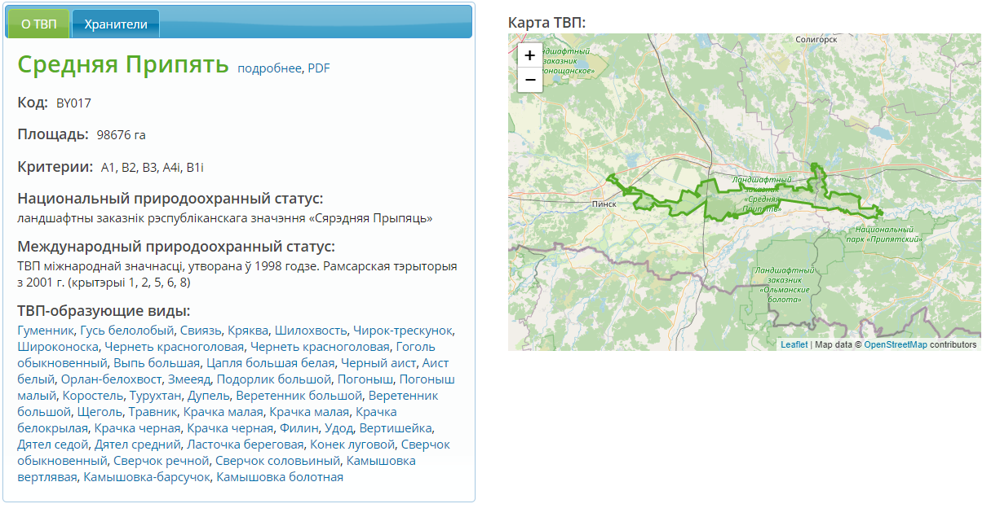 О ТВП
Хранители
Средняя Припять подробнее, PDF
Код: BY017
Площадь: 98676 га
Критерии: A1, B2, B3, A4i, B1i
Национальный природоохранный статус:
ландшафтны заказнік рэспубліканскага значэння «Сярэдняя Прыпяць»
Международный природоохранный статус:
ТВП міжнароднай значнасці, утворана ў 1998 годзе. Рамсарская тэрыторыя
з 2001 г. (крытэрыі 1, 2, 5, 6, 8)
ТВП-образующие виды:
Гуменник, Гусь белолобый, Свиязь, Кряква, Шилохвость, Чирок-трескунок,
Широконоска, Чернеть красноголовая, Чернеть красноголовая, Гоголь
обыкновенный, Выпь большая, Цапля большая белая, Черный аист, Аист
белый, Орлан-белохвост, Змееяд, Подорлик большой, Погоныш, Погоныш
малый, Коростель, Турухтан, Дупель, Веретенник большой, Веретенник
большой, Щеголь, Травник, Крачка малая, Крачка малая, Крачка
белокрылая, Крачка черная, Крачка черная, Филин, Удод, Вертишейка,
Дятел седой, Дятел средний, Ласточка береговая, Конек луговой, Сверчок
обыкновенный, Сверчок речной, Сверчок соловьиный, Камышовка
вертлявая, Камышовка-барсучок, Камышовка болотная
Карта ТВП:
+
−
Солигорск
ндшафтный
заказник
гонощанское»
Пинск
Ландшафтный
заказник
«Средняя
Припять»
Национальный
парк «Припятский»
Ландшафтный
заказник
«Ольманские
болота»
Leaflet | Map data © OpenStreetMap contributors